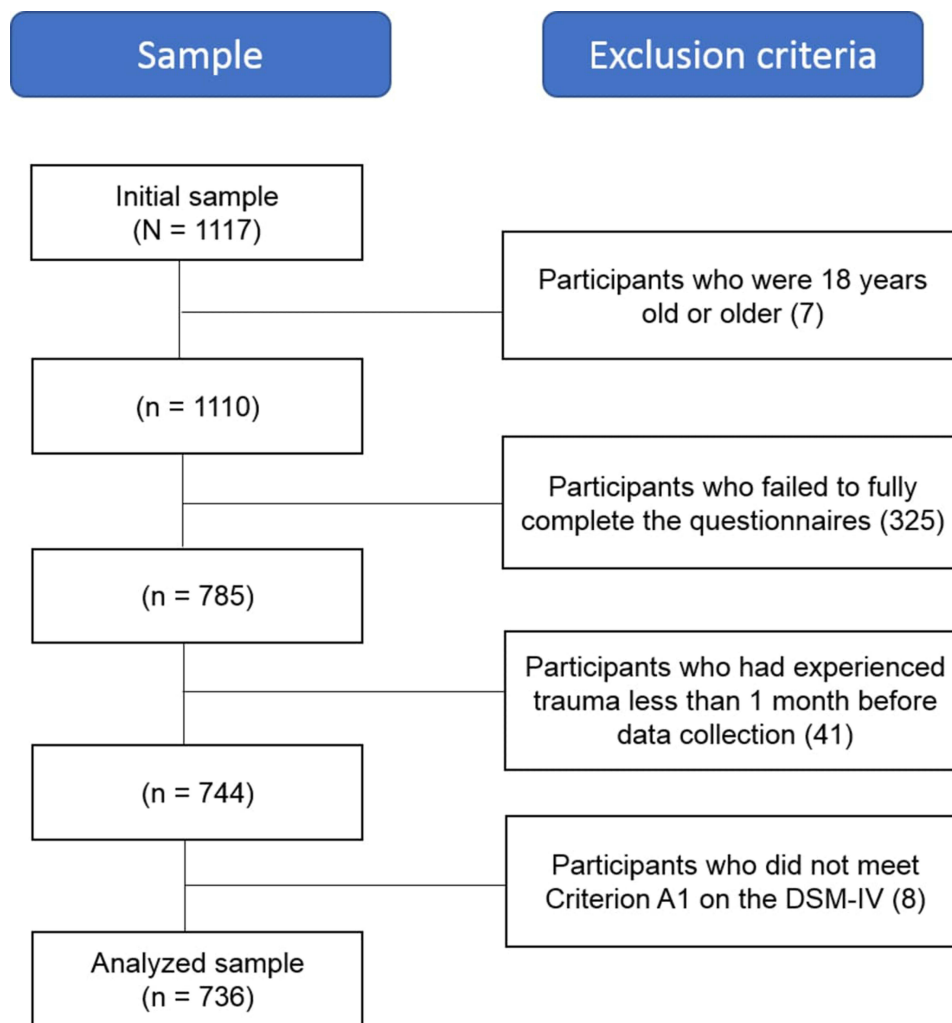 Sample
Exclusion criteria
Initial sample
(N = 1117)
Participants who were 18 years
old or older (7)
(n = 1110)
Participants who failed to fully
complete the questionnaires (325)
(n = 785)
Participants who had experienced
trauma less than 1 month before
data collection (41)
(n = 744)
Participants who did not meet
Criterion A1 on the DSM-IV (8)
Analyzed sample
(n = 736)